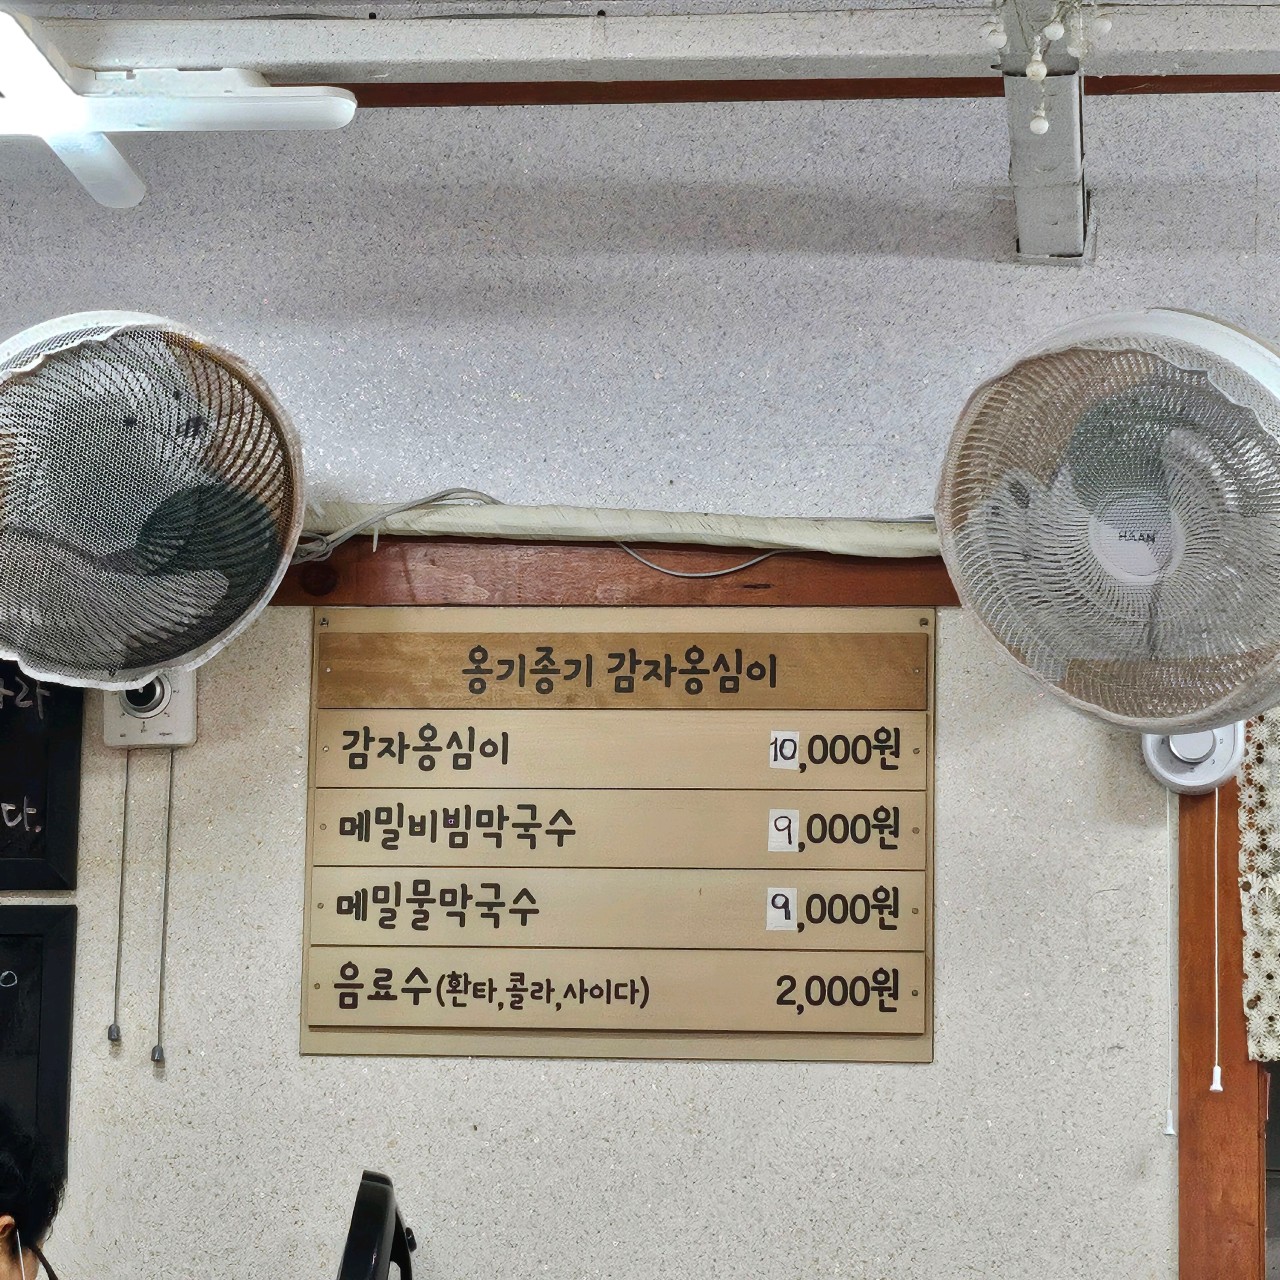 옹기종기 감자옹심이
감자옹심이 10,000원
메밀비빔막국수 9,000원
메밀물막국수 9,000원
음료수(환타,콜라,사이다) 2,000원
HAAN
다.